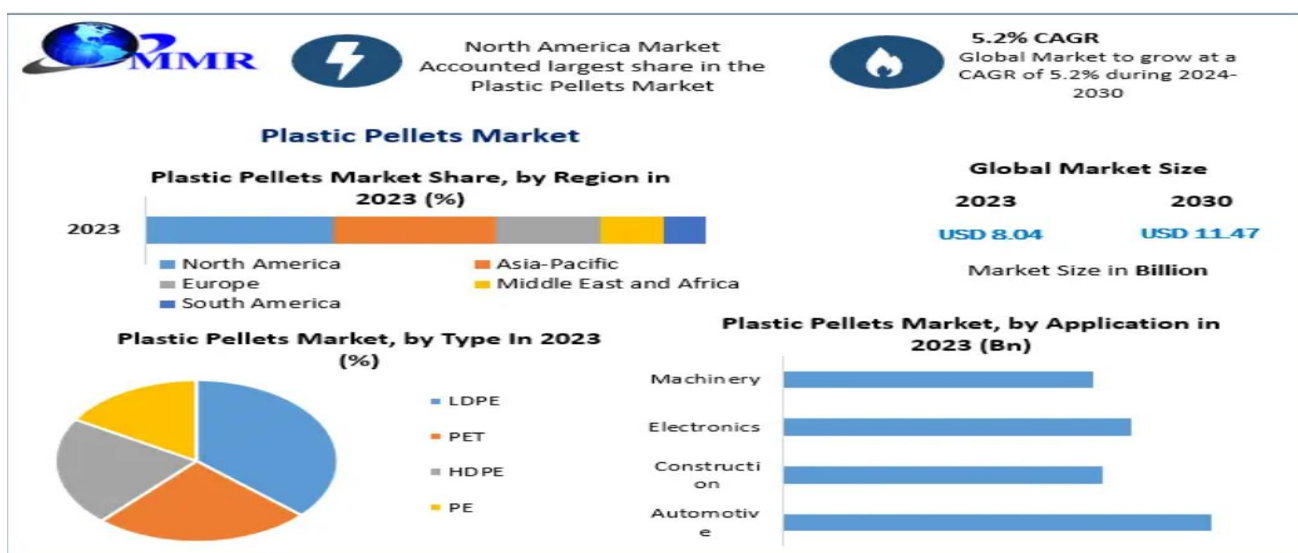 MMR
North America Market
Accounted largest share in the
Plastic Pellets Market
5.2% CAGR
Global Market to grow at a
CAGR of 5.2% during 2024-
2030
Plastic Pellets Market
Plastic Pellets Market Share, by Region in
2023 (%)
2023
North America
Asia-Pacific
Europe
Middle East and Africa
South America
Global Market Size
2023
2030
USD 8.04
USD 11.47
Market Size in Billion
Plastic Pellets Market, by Type In 2023
(%)
LDPE
PET
HDPE
PE
Plastic Pellets Market, by Application in
2023 (Bn)
Machinery
Electronics
Constructi
on
Automotiv
e